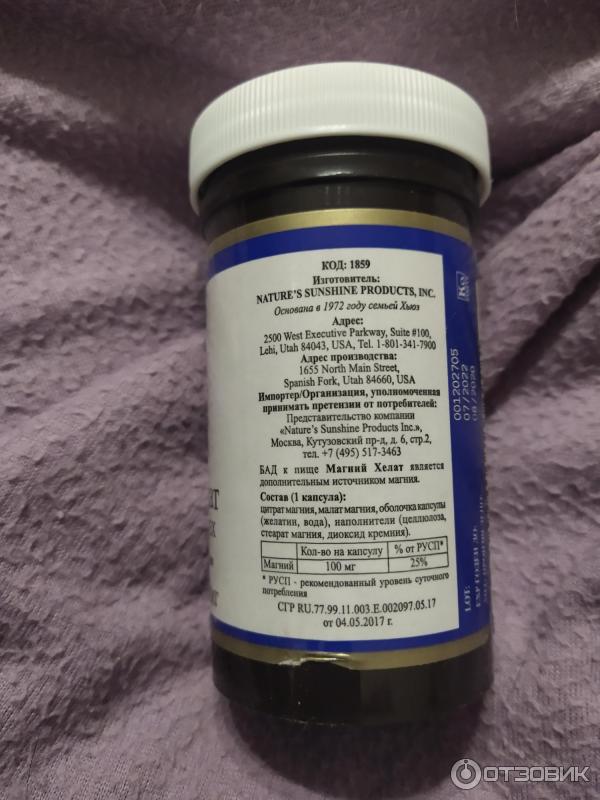 КОД: 1859
Изготовитель:
NATURE'S SUNSHINE PRODUCTS, INC.
Основана в 1972 году семьей Хьюз
Адрес:
2500 West Executive Parkway, Suite #100,
Lehi, Utah 84043, USA, Tel. 1-801-341-7900
Адрес производства:
1655 North Main Street,
Spanish Fork, Utah 84660, USA
Импортер/Организация, уполномоченная
принимать претензии от потребителей:
Представительство компании
«Nature's Sunshine Products Inc.»,
Москва, Кутузовский пр-д, д. 6, стр.2,
тел. +7 (495) 517-3463
БАД к пище Магний Хелат является
дополнительным источником магния.
Состав (1 капсула):
цитрат магния, малат магния, оболочка капсулы
(желатин, вода), наполнители (целлюлоза,
стеарат магния, диоксид кремния).
Кол-во на капсулу % от РУСП*
Магний 100 мг 25%
* РУСП - рекомендованный уровень суточного
потребления
СГР RU.77.99.11.003.E.002097.05.17
от 04.05.2017 г.
001202705
07/2022
08/2020
LOT:
ОТЗОВИК